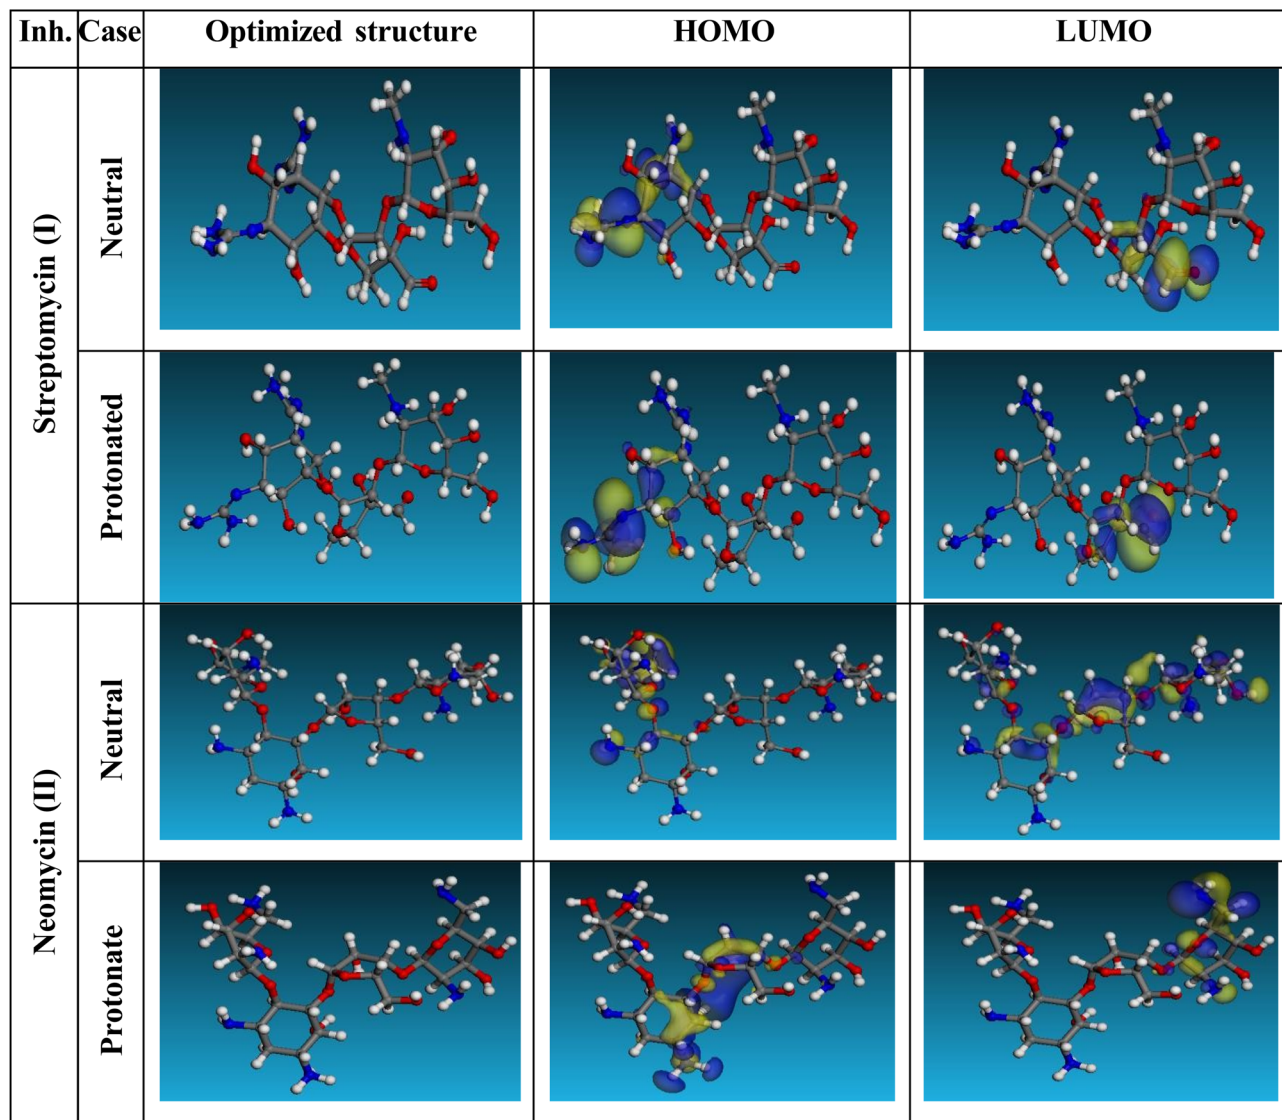 Inh. Case Optimized structure HOMO LUMO
Streptomycin (I)
Neutral
Protonated
Neomycin (II)
Neutral
Protonate